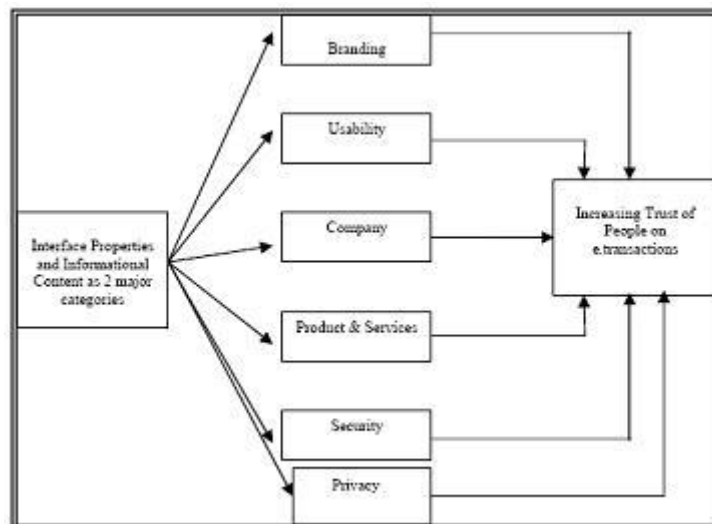 Branding
Usability
Interface Properties
and Informational
Content as 2 major
categories
Company
Increasing Trust of
People on
e.transactions
Product & Services
Security
Privacy